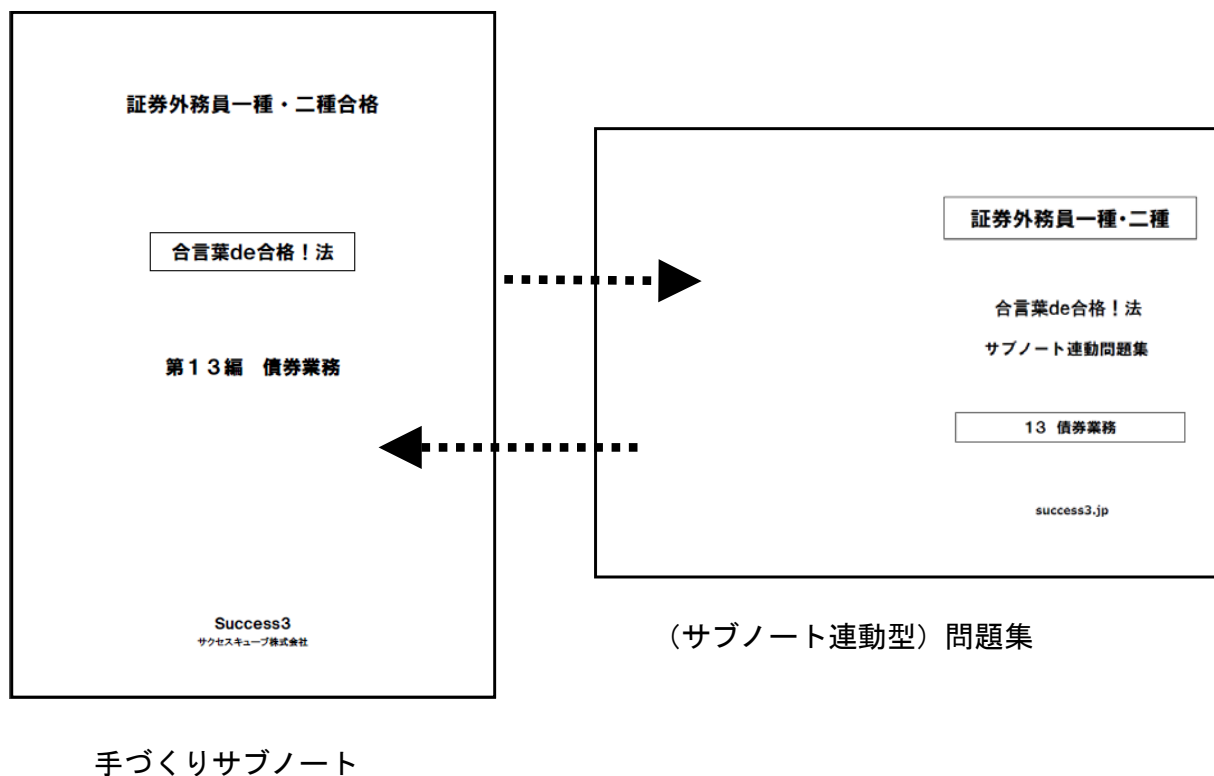 証券外務員一種・二種合格
合言葉de合格！法
第１３編　債券業務
Success3
サクセスキューブ株式会社
手づくりサブノート
証券外務員一種・二種
合言葉de合格！法
サブノート連動問題集
13 債券業務
success3.jp
（サブノート連動型）問題集